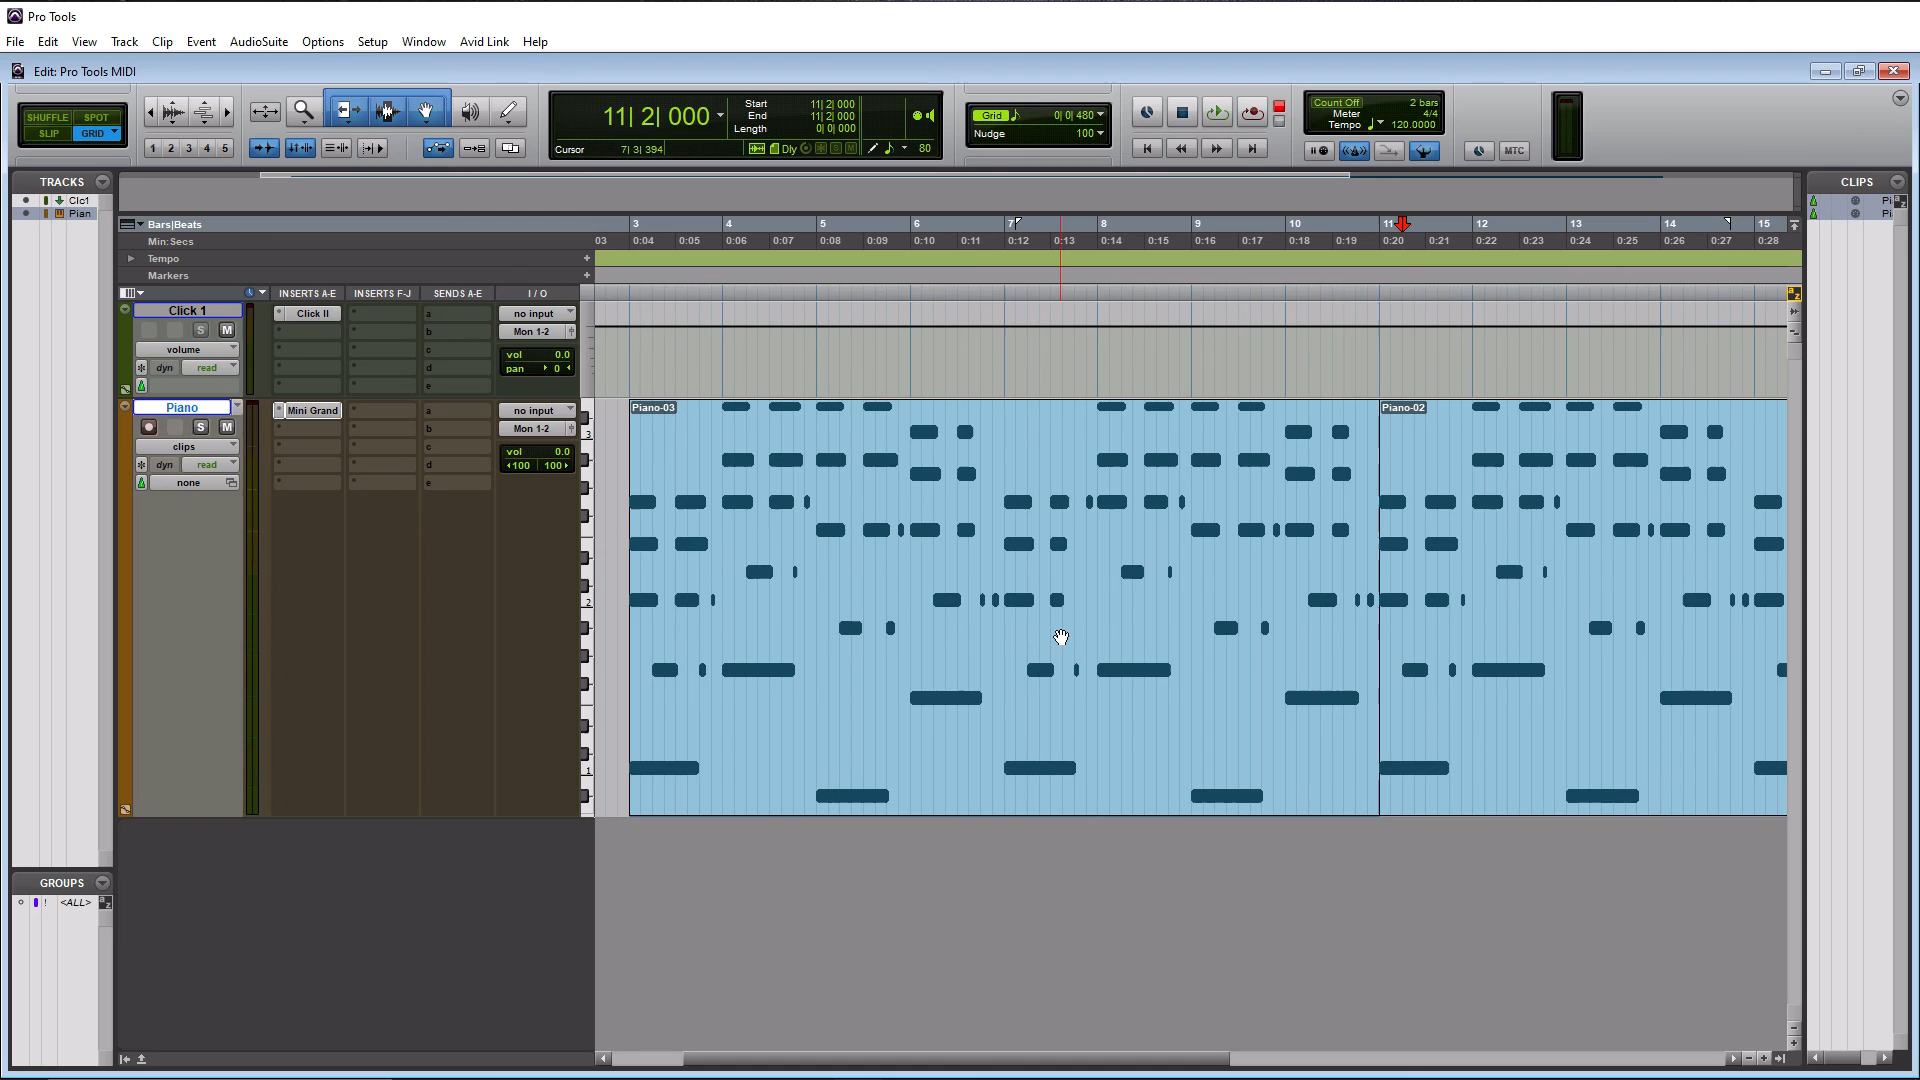 Pro Tools
File Edit View Track Clip Event AudioSuite Options Setup Window Avid Link Help
Edit: Pro Tools MIDI
SHUFFLE SPOT
SLIP GRID
1 2 3 4 5
11| 2| 000
Start 11| 2| 000
End 11| 2| 000
Length 0| 0| 000
Cursor 7| 3| 394
Dly S M 80
Grid 0| 0| 480
Nudge 100
Count Off 2 bars
Meter 4/4
Tempo 120.0000
MTC
TRACKS
Clc1
Pian
CLIPS
Pi
Pi
Bars|Beats 3 4 5 6 7 8 9 10 11 12 13 14 15
Min:Secs 03 0:04 0:05 0:06 0:07 0:08 0:09 0:10 0:11 0:12 0:13 0:14 0:15 0:16 0:17 0:18 0:19 0:20 0:21 0:22 0:23 0:24 0:25 0:26 0:27 0:28
Tempo
Markers
INSERTS A-E INSERTS F-J SENDS A-E I / O
Click 1
S M
volume
dyn read
Click II
a
b
c
d
e
no input
Mon 1-2
vol 0.0
pan 0
Piano
S M
clips
dyn read
none
Mini Grand
a
b
c
d
e
no input
Mon 1-2
vol 0.0
100 100
3
2
1
Piano-03
Piano-02
GROUPS
! <ALL>
a z